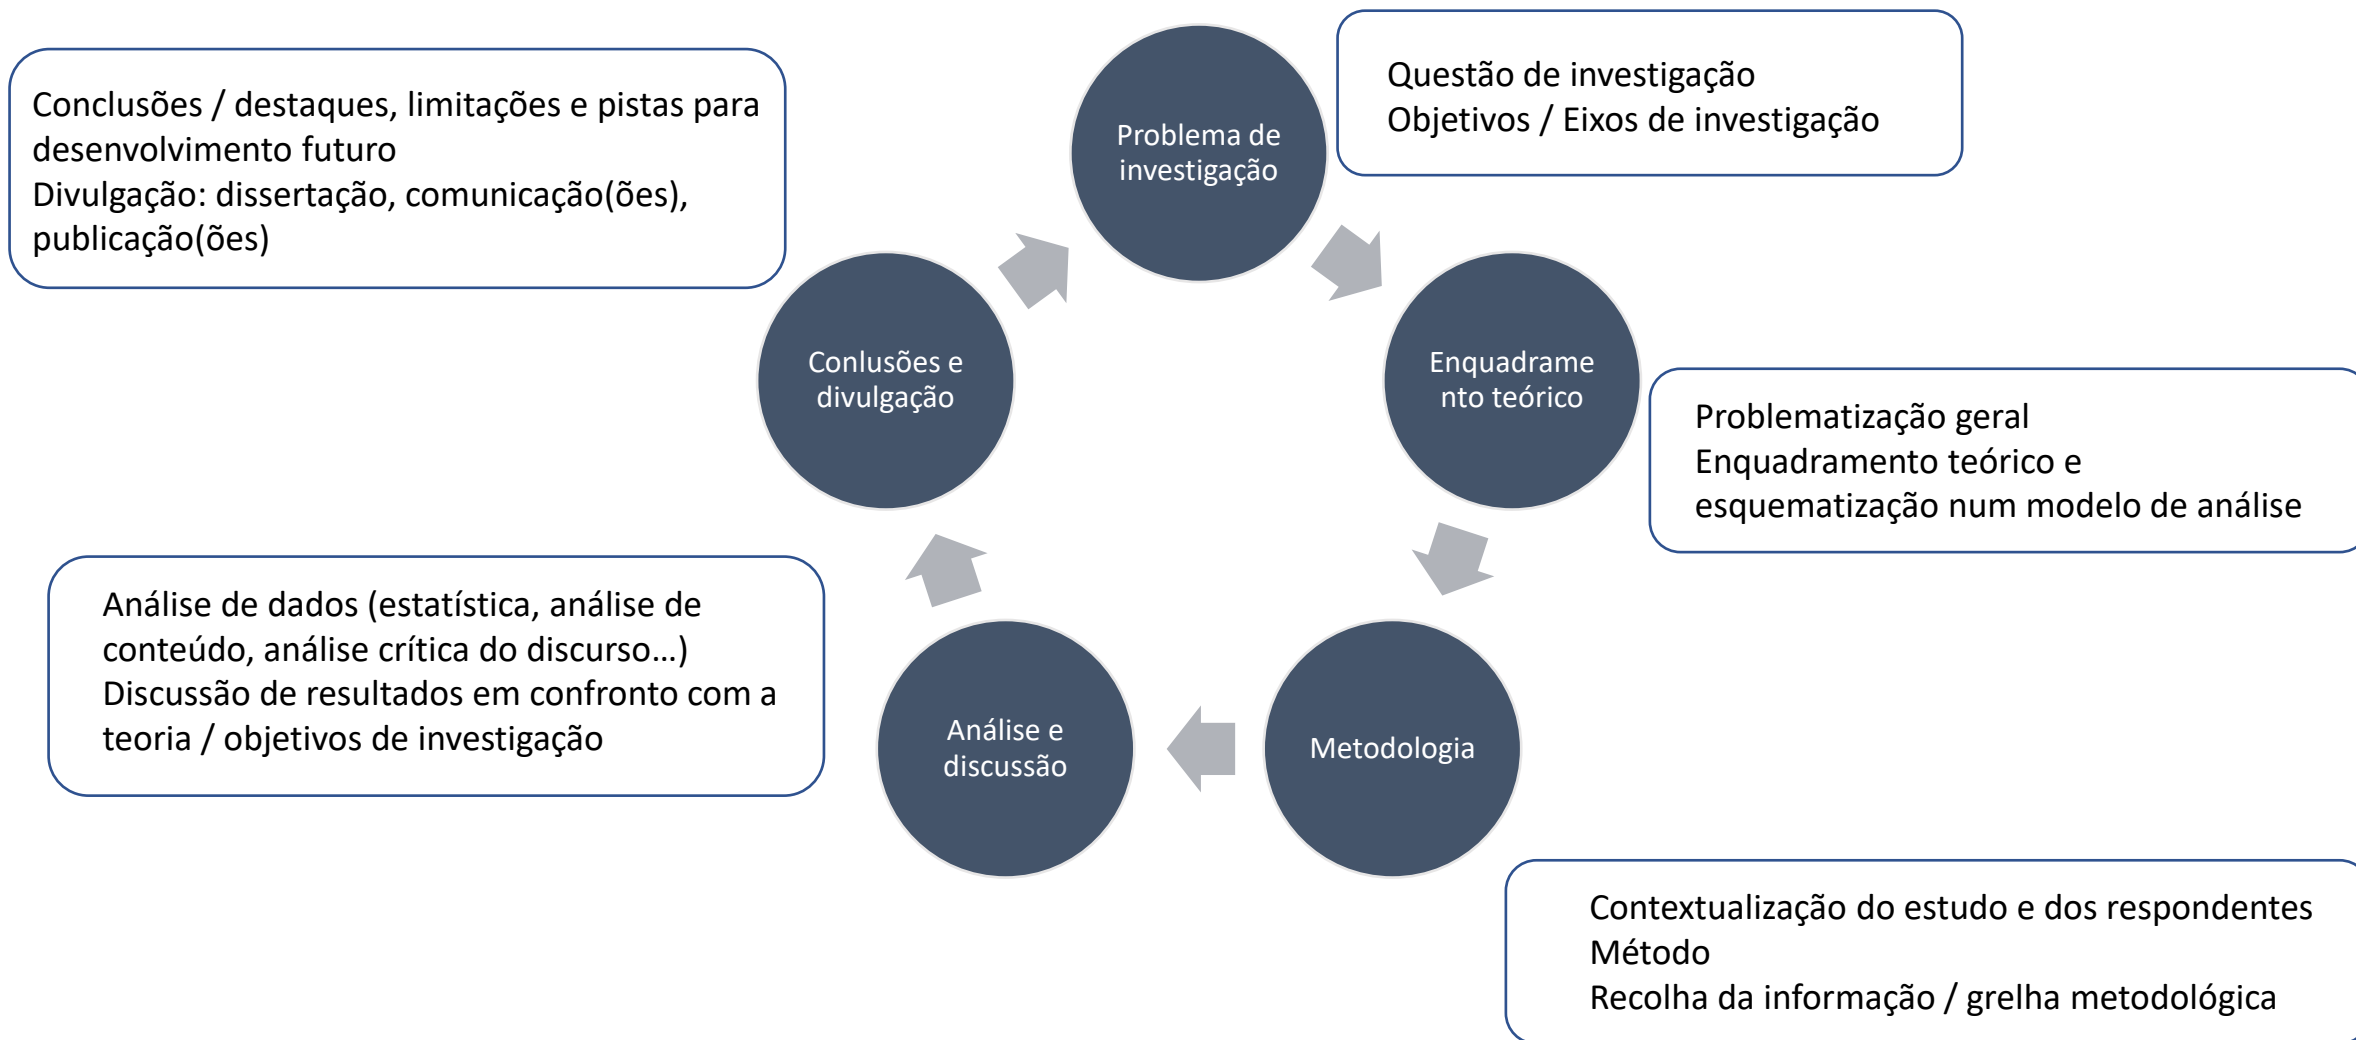 Conclusões / destaques, limitações e pistas para
desenvolvimento futuro
Divulgação: dissertação, comunicação(ões),
publicação(ões)
Problema de
investigação
Questão de investigação
Objetivos / Eixos de investigação
Conlusões e
divulgação
Enquadrame
nto teórico
Problematização geral
Enquadramento teórico e
esquematização num modelo de análise
Análise de dados (estatística, análise de
conteúdo, análise crítica do discurso...)
Discussão de resultados em confronto com a
teoria / objetivos de investigação
Análise e
discussão
Metodologia
Contextualização do estudo e dos respondentes
Método
Recolha da informação / grelha metodológica